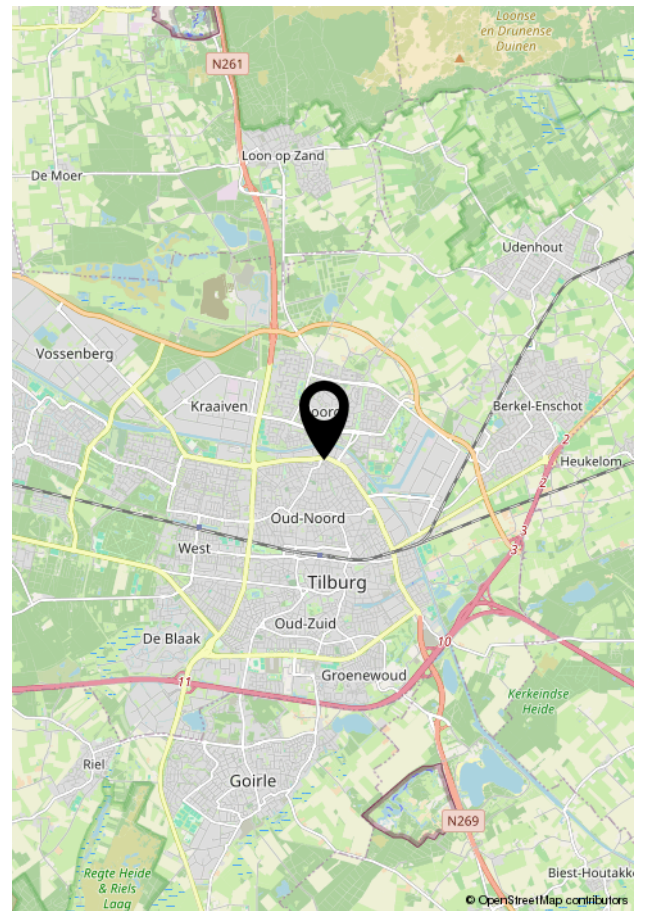 Loonse
en Drunense
Duinen
N261
Loon op Zand
De Moer
Udenhout
Vossenberg
Kraaiven
Berkel-Enschot
2
Heukelom
2
Oud-Noord
3
West
3
Tilburg
Oud-Zuid
De Blaak
10
Groenewoud
11
Kerkeindse
Heide
Riel
Goirle
N269
Regte Heide
& Riels
Laag
Biest-Houtakke
© OpenStreetMap contributors